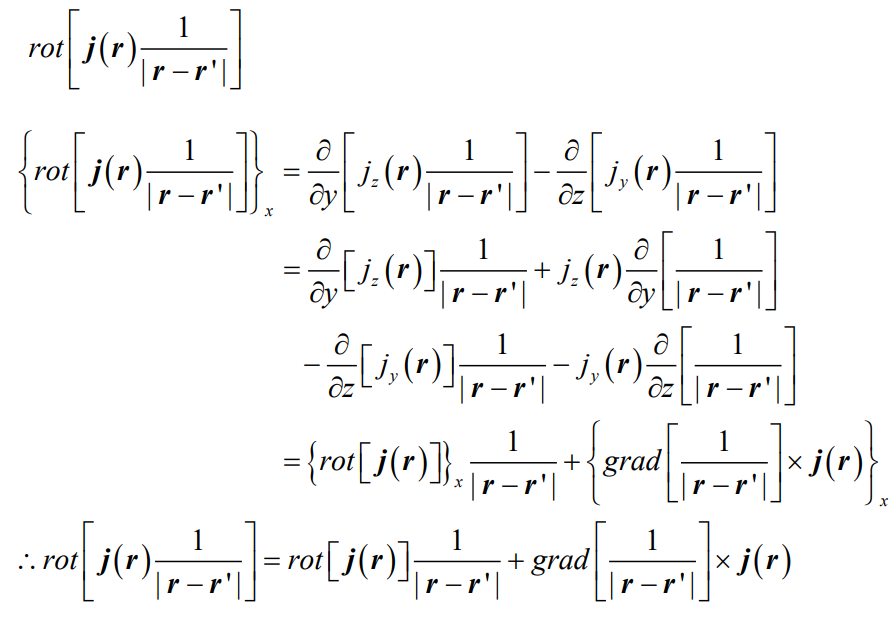 rot[j(r) 1/|r − r'|]
{rot[j(r) 1/|r − r'|]}_x = ∂/∂y[j_z(r) 1/|r − r'|] − ∂/∂z[j_y(r) 1/|r − r'|]
= ∂/∂y[j_z(r)] 1/|r − r'| + j_z(r) ∂/∂y[1/|r − r'|]
− ∂/∂z[j_y(r)] 1/|r − r'| − j_y(r) ∂/∂z[1/|r − r'|]
= {rot[j(r)]}_x 1/|r − r'| + {grad[1/|r − r'|] × j(r)}_x
∴ rot[j(r) 1/|r − r'|] = rot[j(r)] 1/|r − r'| + grad[1/|r − r'|] × j(r)